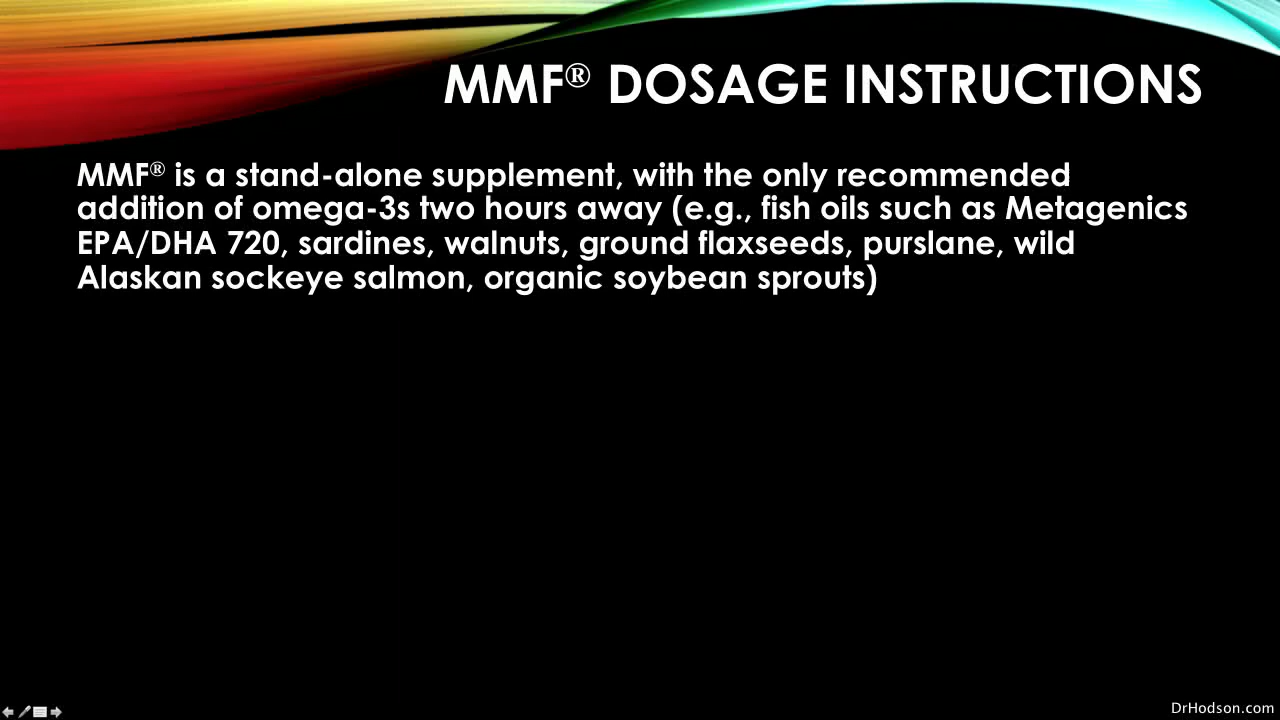 MMF® DOSAGE INSTRUCTIONS
MMF® is a stand-alone supplement, with the only recommended
addition of omega-3s two hours away (e.g., fish oils such as Metagenics
EPA/DHA 720, sardines, walnuts, ground flaxseeds, purslane, wild
Alaskan sockeye salmon, organic soybean sprouts)
DrHodson.com